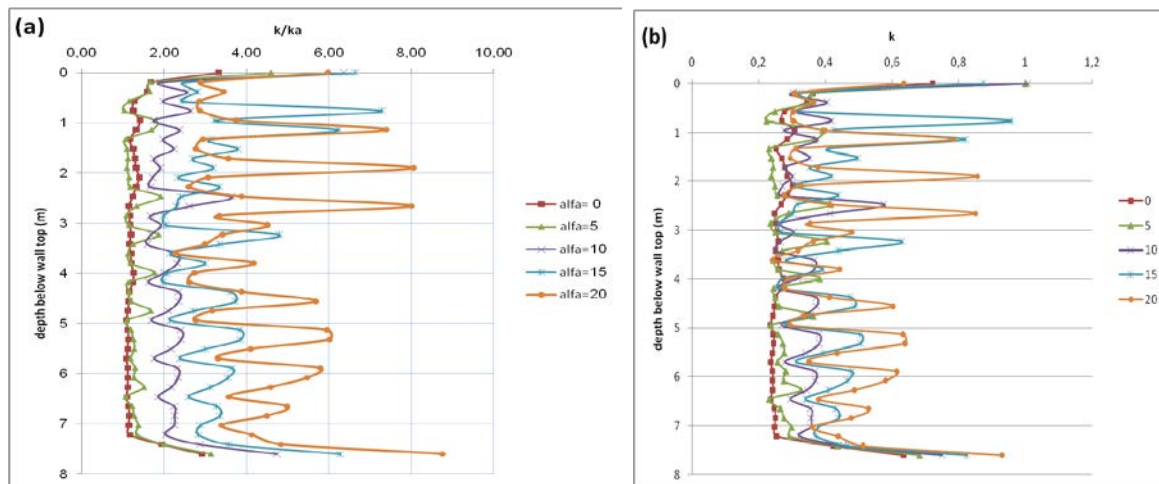 (a)
k/ka
0,00 2,00 4,00 6,00 8,00 10,00
0
1
2
3
4
5
6
7
8
depth below wall top (m)
alfa= 0
alfa=5
alfa=10
alfa=15
alfa=20
(b)
k
0 0,2 0,4 0,6 0,8 1 1,2
0
1
2
3
4
5
6
7
8
depth below wall top (m)
0
5
10
15
20